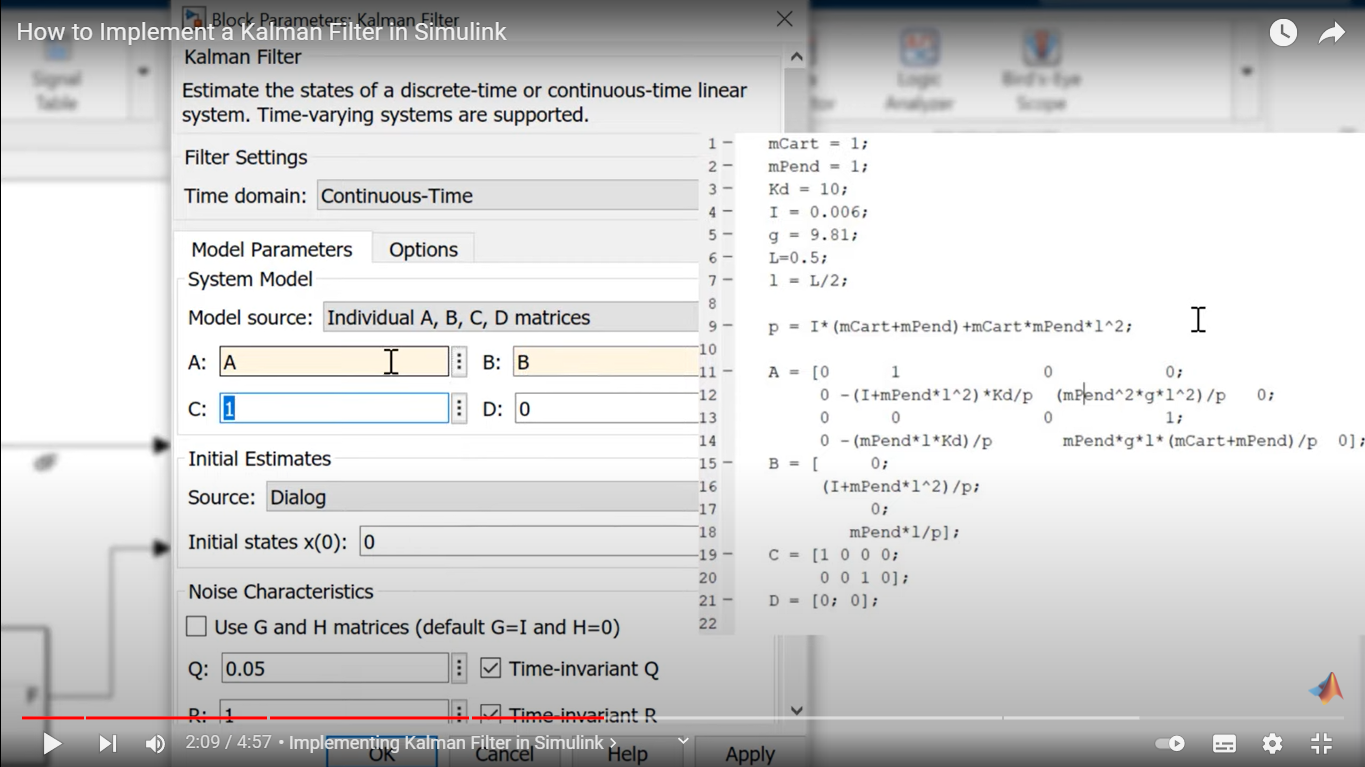 Block Parameters: Kalman Filter
How to Implement a Kalman Filter in Simulink
Signal
Table
Logic
Analyzer
Bird's-Eye
Scope
Kalman Filter
Estimate the states of a discrete-time or continuous-time linear
system. Time-varying systems are supported.
Filter Settings
Time domain: Continuous-Time
Model Parameters Options
System Model
Model source: Individual A, B, C, D matrices
A: A B: B
C: 1 D: 0
Initial Estimates
Source: Dialog
Initial states x(0): 0
Noise Characteristics
Use G and H matrices (default G=I and H=0)
Q: 0.05 Time-invariant Q
R: 1 Time-invariant R
OK Cancel Help Apply
1 mCart = 1;
2 mPend = 1;
3 Kd = 10;
4 I = 0.006;
5 g = 9.81;
6 L=0.5;
7 l = L/2;
8
9 p = I*(mCart+mPend)+mCart*mPend*l^2;
10
11 A = [0 1 0 0;
12 0 -(I+mPend*l^2)*Kd/p (mPend^2*g*l^2)/p 0;
13 0 0 0 1;
14 0 -(mPend*l*Kd)/p mPend*g*l*(mCart+mPend)/p 0];
15 B = [ 0;
16 (I+mPend*l^2)/p;
17 0;
18 mPend*l/p];
19 C = [1 0 0 0;
20 0 0 1 0];
21 D = [0; 0];
22
dF
F
2:09 / 4:57 • Implementing Kalman Filter in Simulink